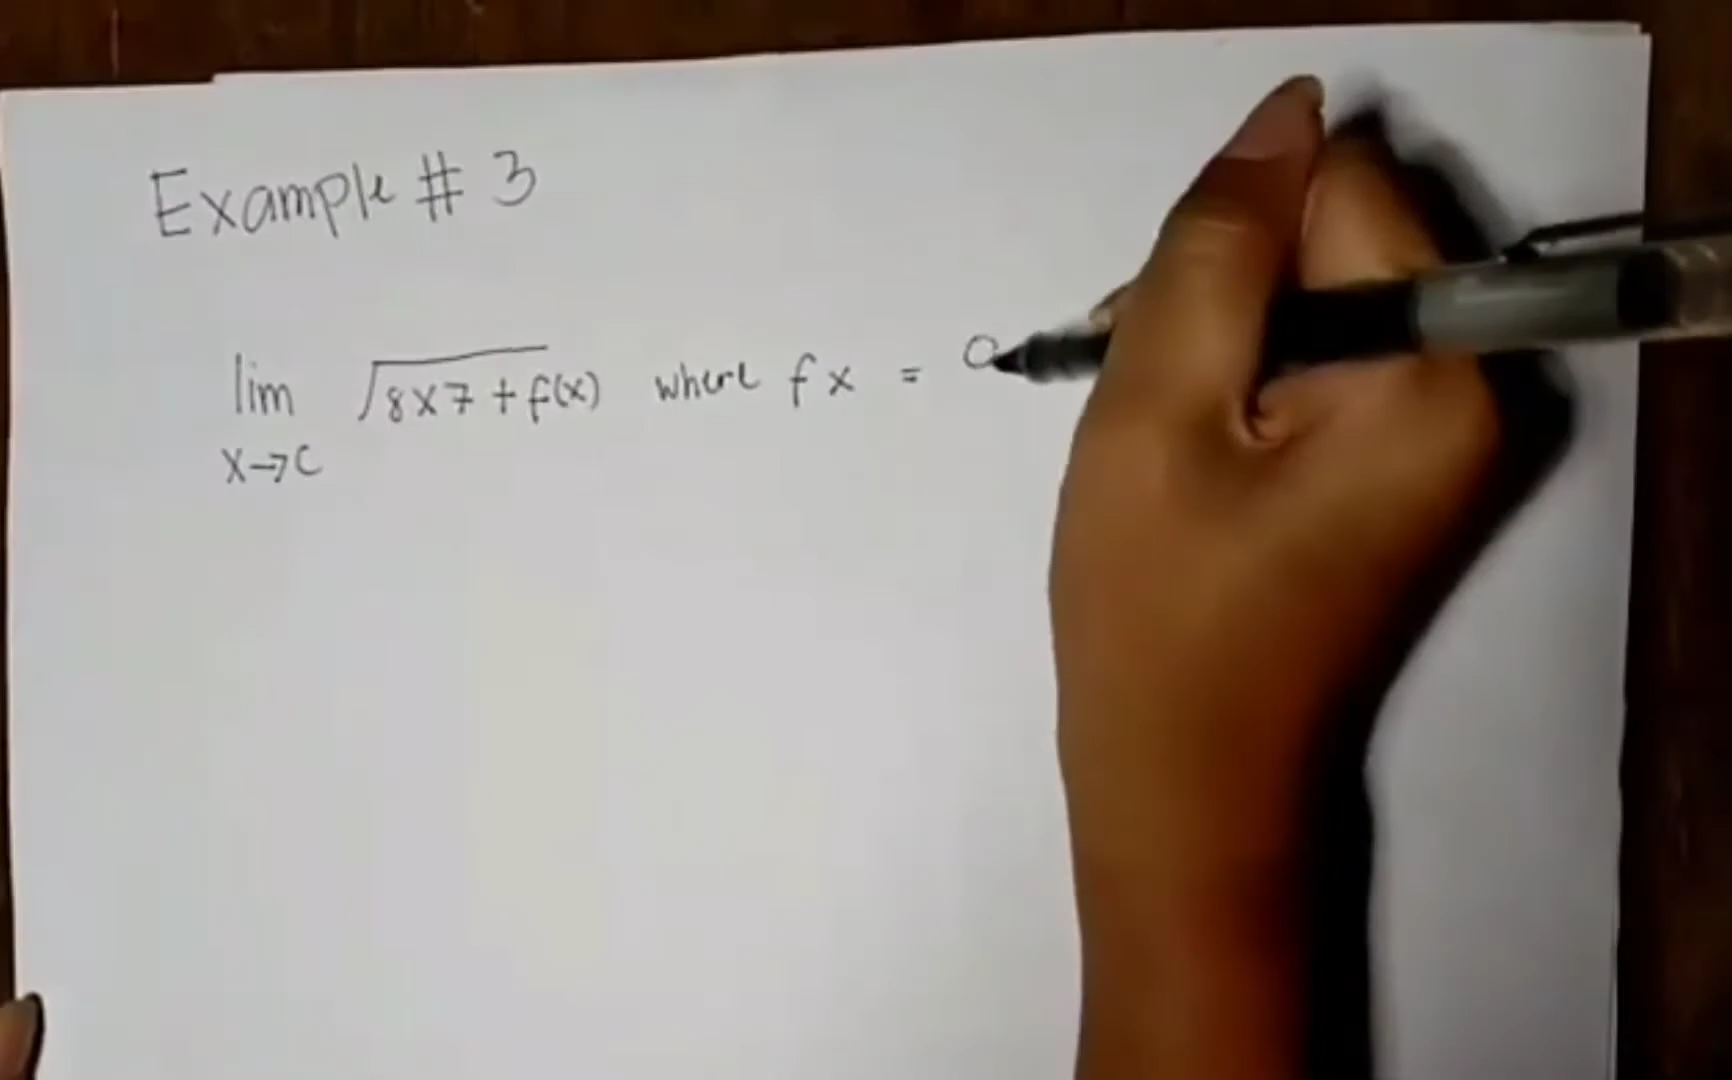 Example # 3
lim √8x7 + f(x) where fx =
x→c